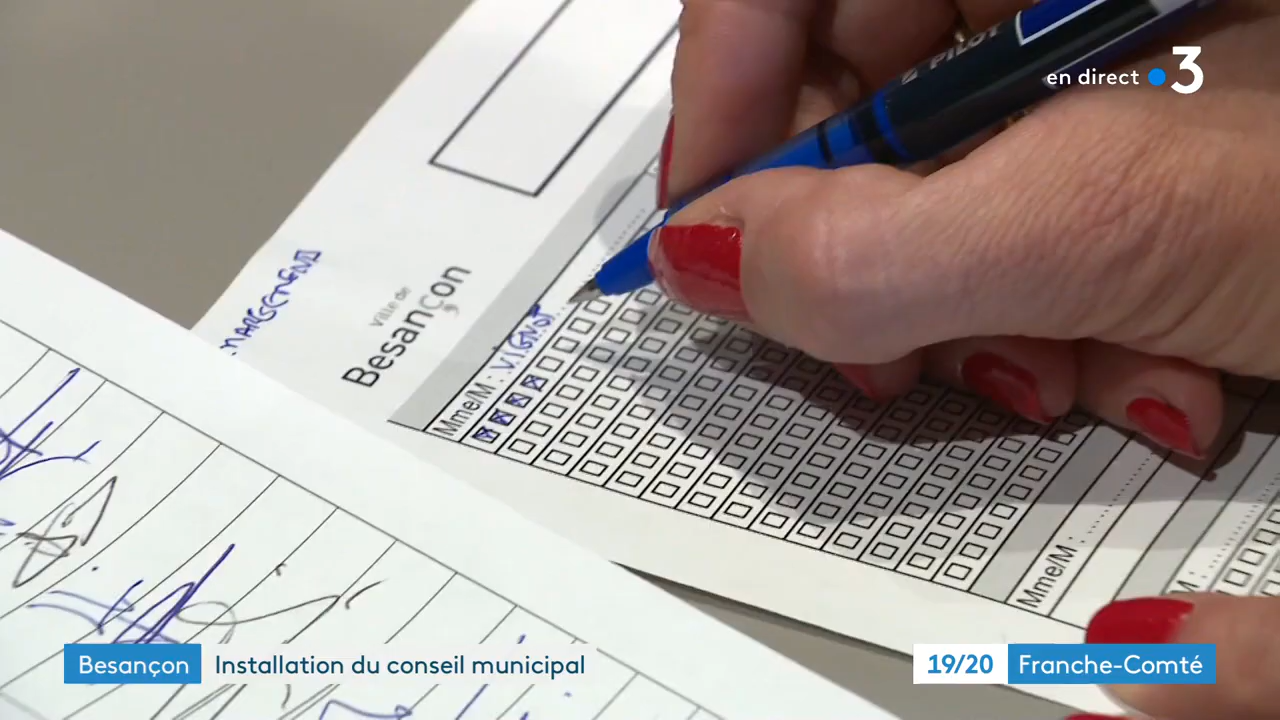 en direct 3
PILOT
Ville de
Besançon
Mme/M : VIGNOT
Mme/M :
M :
Besançon Installation du conseil municipal
19/20 Franche-Comté